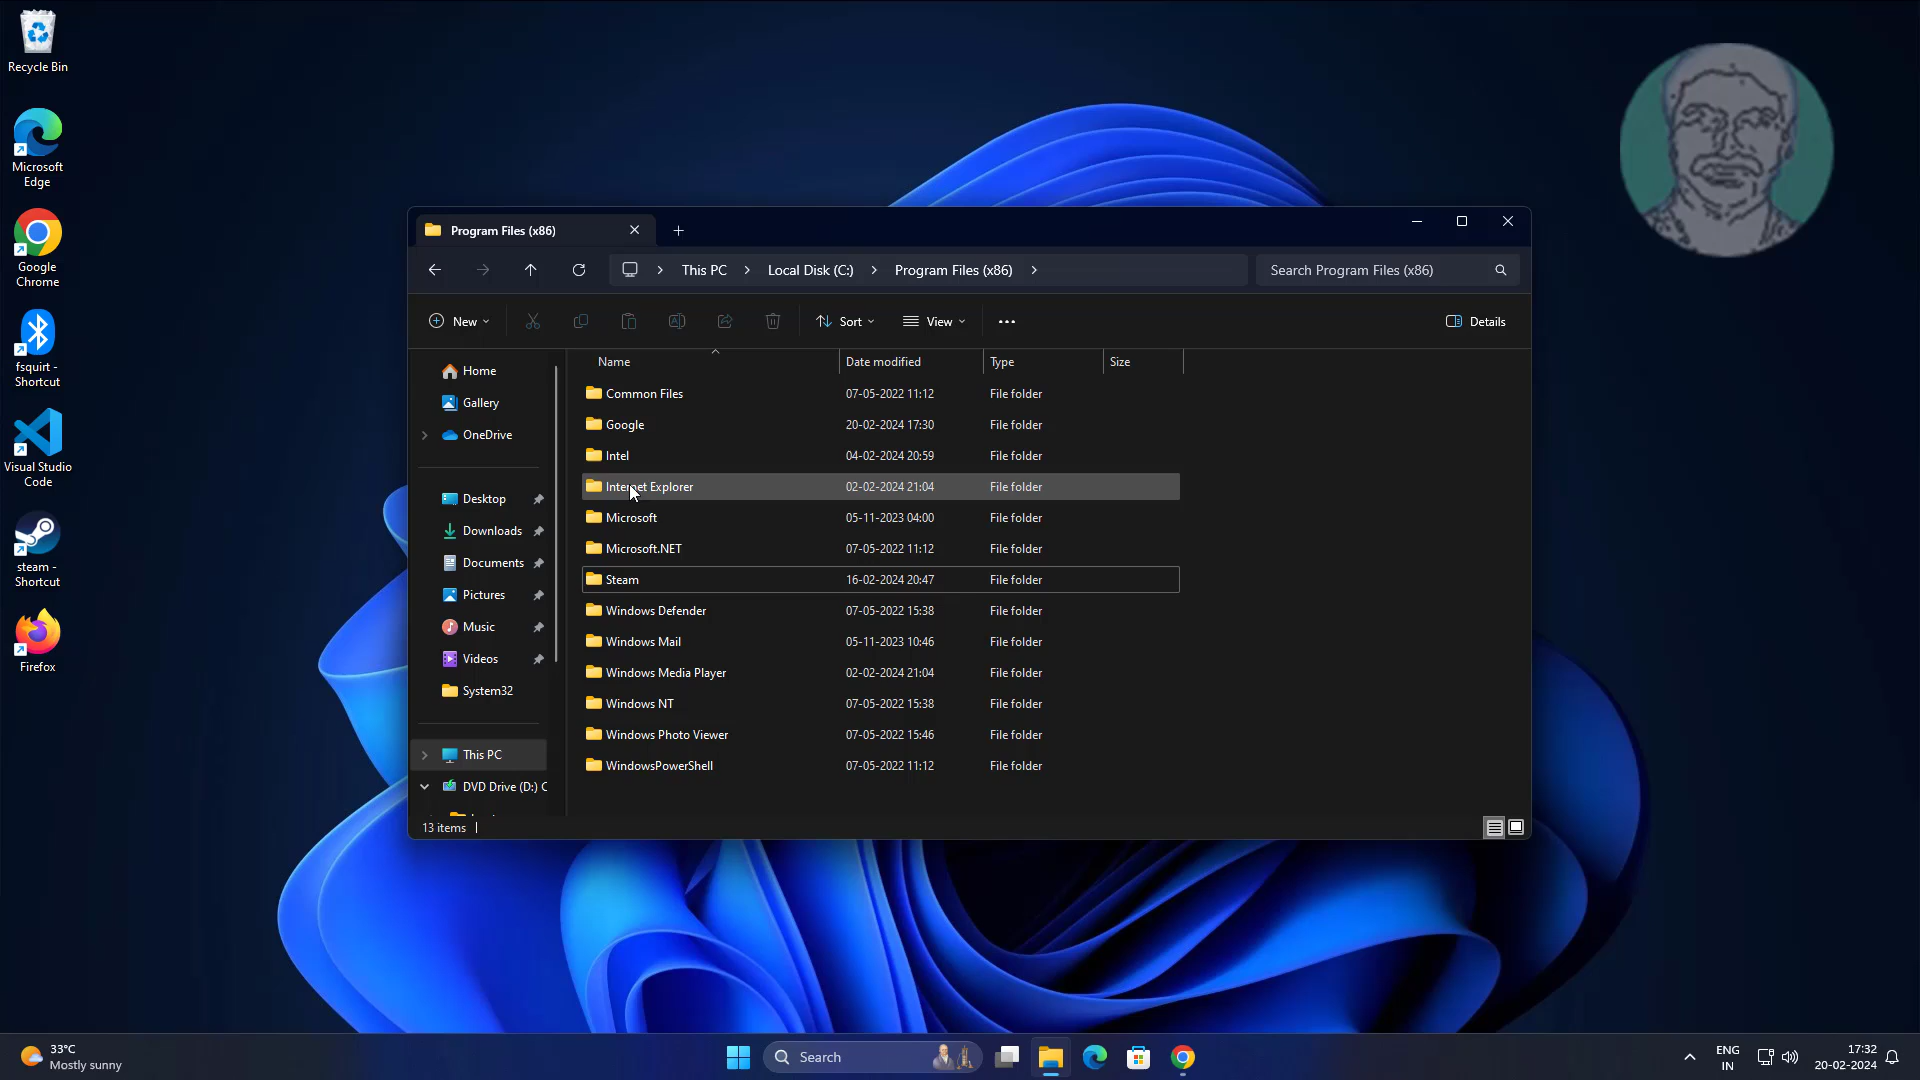 Recycle Bin
Microsoft
Edge
Google
Chrome
fsquirt -
Shortcut
Visual Studio
Code
steam -
Shortcut
Firefox
Program Files (x86)
This PC
Local Disk (C:)
Program Files (x86)
Search Program Files (x86)
New
Sort
View
Details
Home
Gallery
OneDrive
Desktop
Downloads
Documents
Pictures
Music
Videos
System32
This PC
DVD Drive (D:) C
Name Date modified Type Size
Common Files 07-05-2022 11:12 File folder
Google 20-02-2024 17:30 File folder
Intel 04-02-2024 20:59 File folder
Internet Explorer 02-02-2024 21:04 File folder
Microsoft 05-11-2023 04:00 File folder
Microsoft.NET 07-05-2022 11:12 File folder
Steam 16-02-2024 20:47 File folder
Windows Defender 07-05-2022 15:38 File folder
Windows Mail 05-11-2023 10:46 File folder
Windows Media Player 02-02-2024 21:04 File folder
Windows NT 07-05-2022 15:38 File folder
Windows Photo Viewer 07-05-2022 15:46 File folder
WindowsPowerShell 07-05-2022 11:12 File folder
13 items
33°C
Mostly sunny
Search
ENG
IN
17:32
20-02-2024